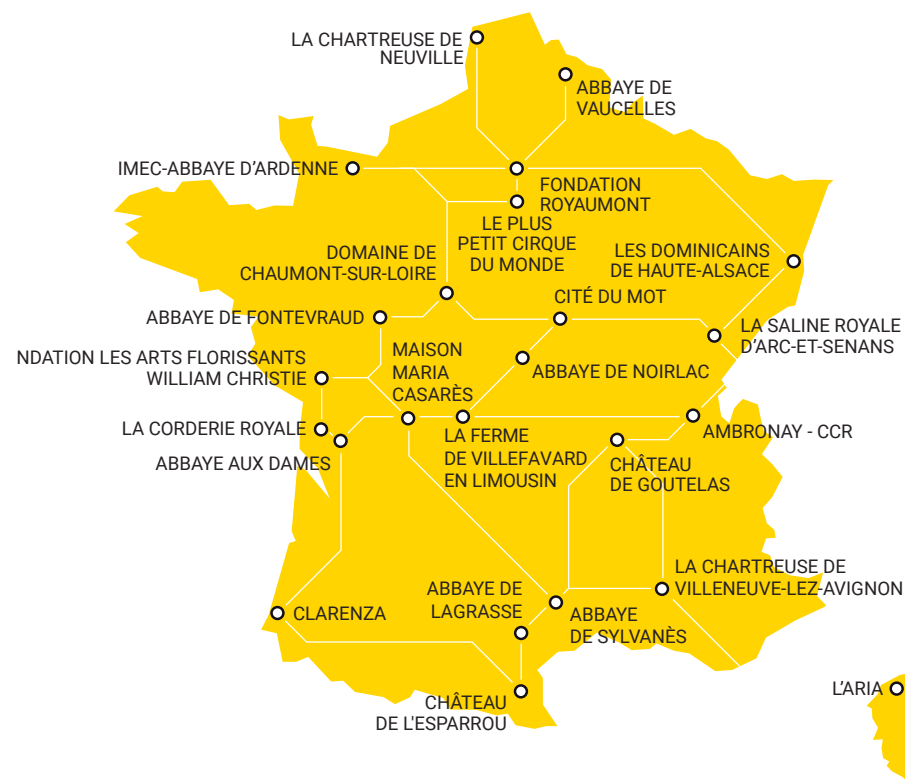 LA CHARTREUSE DE
NEUVILLE
ABBAYE DE
VAUCELLES
IMEC-ABBAYE D'ARDENNE
FONDATION
ROYAUMONT
LE PLUS
PETIT CIRQUE
DU MONDE
DOMAINE DE
CHAUMONT-SUR-LOIRE
LES DOMINICAINS
DE HAUTE-ALSACE
CITÉ DU MOT
ABBAYE DE FONTEVRAUD
LA SALINE ROYALE
D'ARC-ET-SENANS
NDATION LES ARTS FLORISSANTS
WILLIAM CHRISTIE
MAISON
MARIA
CASARÈS
ABBAYE DE NOIRLAC
LA CORDERIE ROYALE
ABBAYE AUX DAMES
LA FERME
DE VILLEFAVARD
EN LIMOUSIN
AMBRONAY - CCR
CHÂTEAU
DE GOUTELAS
LA CHARTREUSE DE
VILLENEUVE-LEZ-AVIGNON
ABBAYE DE
LAGRASSE
CLARENZA
ABBAYE
DE SYLVANÈS
L'ARIA
CHÂTEAU
DE L'ESPARROU